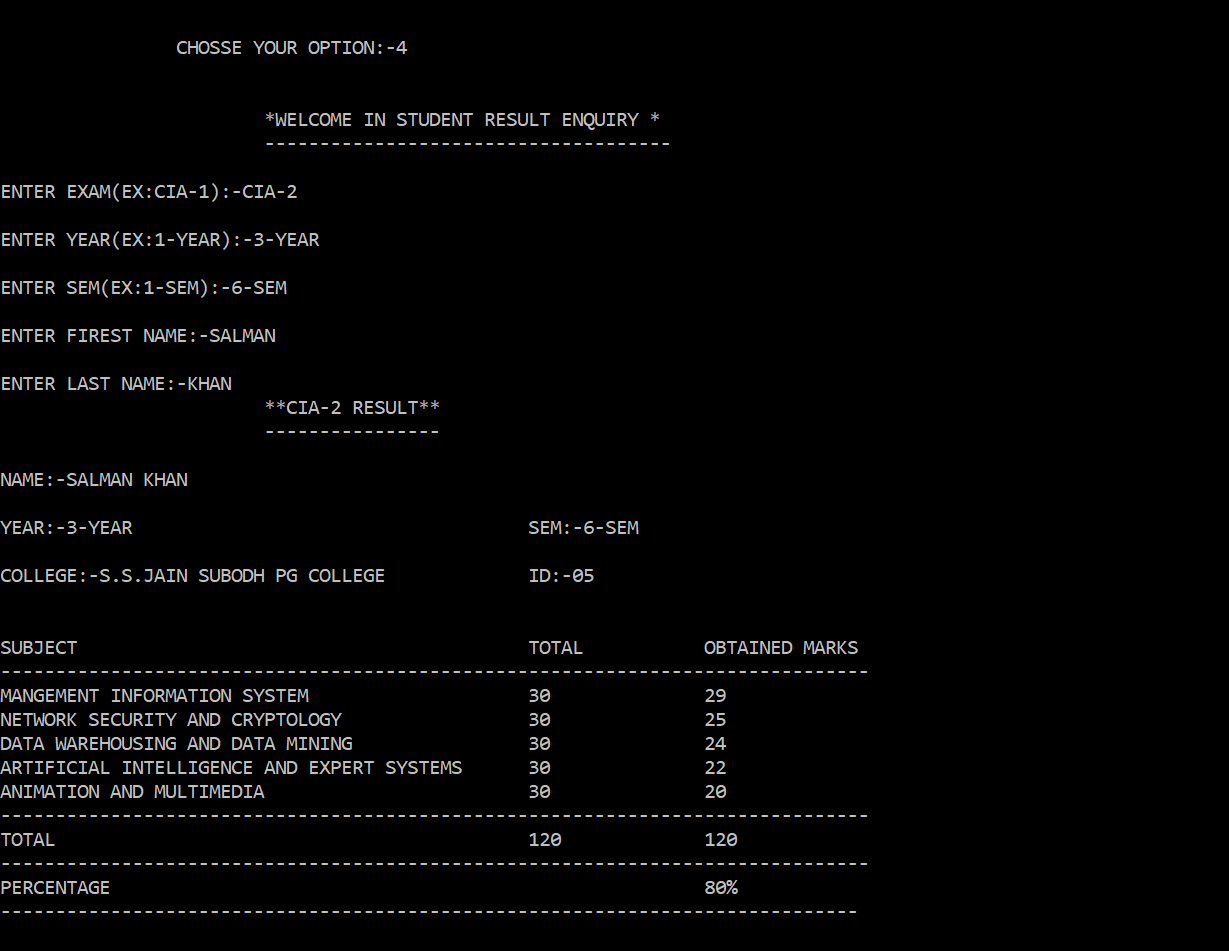 CHOSSE YOUR OPTION:-4
*WELCOME IN STUDENT RESULT ENQUIRY *
-------------------------------------
ENTER EXAM(EX:CIA-1):-CIA-2
ENTER YEAR(EX:1-YEAR):-3-YEAR
ENTER SEM(EX:1-SEM):-6-SEM
ENTER FIREST NAME:-SALMAN
ENTER LAST NAME:-KHAN
**CIA-2 RESULT**
----------------
NAME:-SALMAN KHAN
YEAR:-3-YEAR SEM:-6-SEM
COLLEGE:-S.S.JAIN SUBODH PG COLLEGE ID:-05
SUBJECT TOTAL OBTAINED MARKS
-------------------------------------------------------------------------------
MANGEMENT INFORMATION SYSTEM 30 29
NETWORK SECURITY AND CRYPTOLOGY 30 25
DATA WAREHOUSING AND DATA MINING 30 24
ARTIFICIAL INTELLIGENCE AND EXPERT SYSTEMS 30 22
ANIMATION AND MULTIMEDIA 30 20
-------------------------------------------------------------------------------
TOTAL 120 120
-------------------------------------------------------------------------------
PERCENTAGE 80%
------------------------------------------------------------------------------